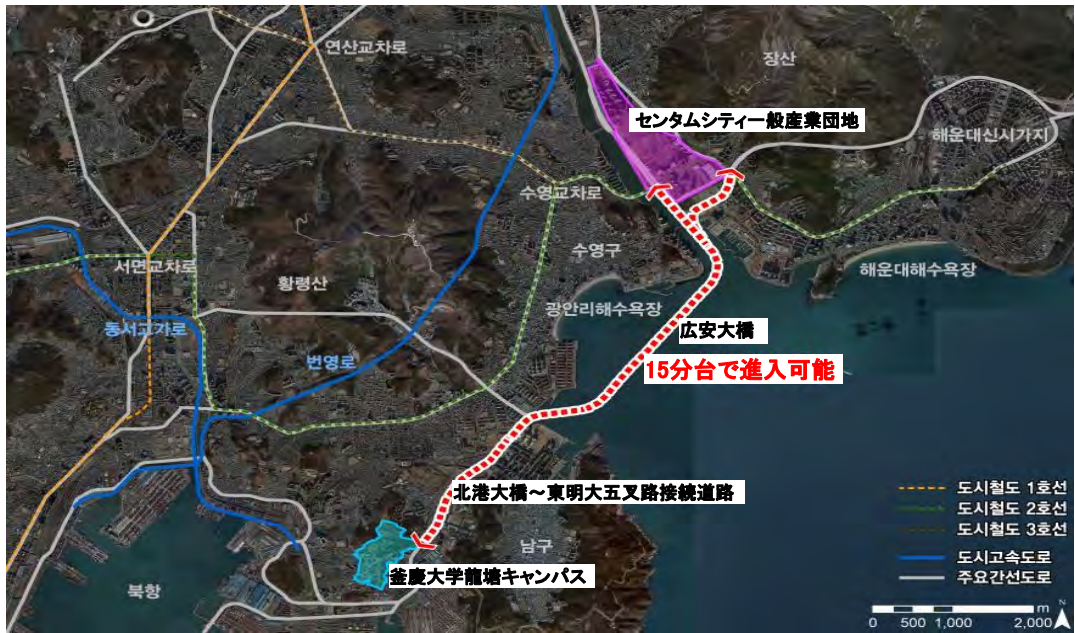 연산교차로
장산
センタムシティ一般産業団地
해운대신시가지
수영교차로
수영구
해운대해수욕장
서면교차로
황령산
광안리해수욕장
동서고가로
번영로
広安大橋
15分台で進入可能
北港大橋~東明大五叉路接続道路
도시철도 1호선
도시철도 2호선
도시철도 3호선
남구
도시고속도로
주요간선도로
釜慶大学龍塘キャンパス
북항
N
m
0 500 1,000 2,000